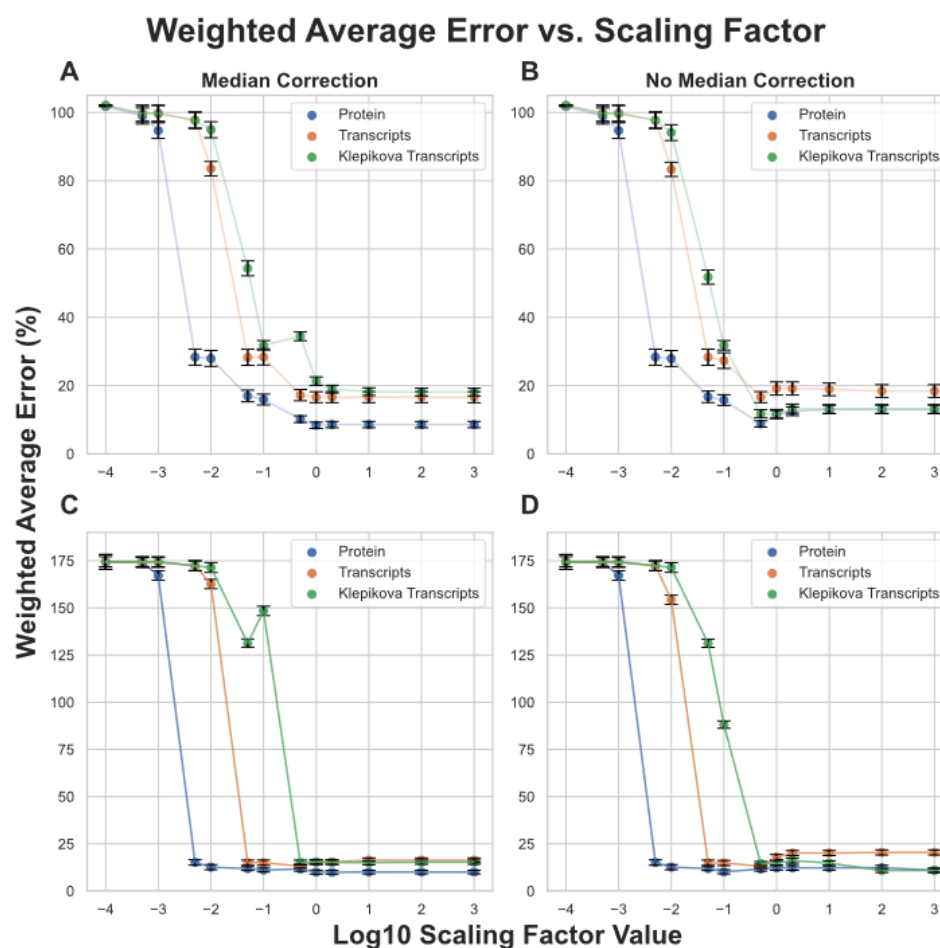 Weighted Average Error vs. Scaling Factor
A
Median Correction
B
No Median Correction
100
80
60
40
20
0
Protein
Transcripts
Klepikova Transcripts
−4 −3 −2 −1 0 1 2 3
Protein
Transcripts
Klepikova Transcripts
100
80
60
40
20
0
−4 −3 −2 −1 0 1 2 3
Weighted Average Error (%)
C
D
175
150
125
100
75
50
25
0
Protein
Transcripts
Klepikova Transcripts
−4 −3 −2 −1 0 1 2 3
175
150
125
100
75
50
25
0
Protein
Transcripts
Klepikova Transcripts
−4 −3 −2 −1 0 1 2 3
Log10 Scaling Factor Value